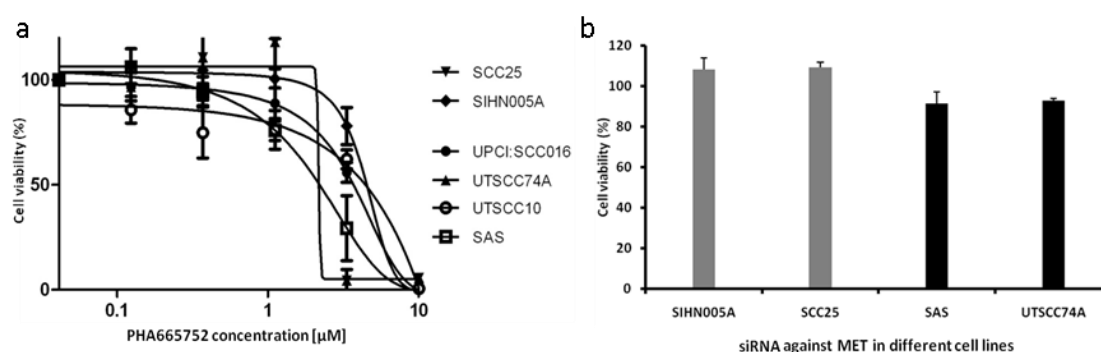 a
100
50
0
Cell viability (%)
0.1
1
10
PHA665752 concentration [µM]
SCC25
SIHN005A
UPCI:SCC016
UTSCC74A
UTSCC10
SAS
b
120
100
80
60
40
20
0
Cell viability (%)
SIHN005A
SCC25
SAS
UTSCC74A
siRNA against MET in different cell lines